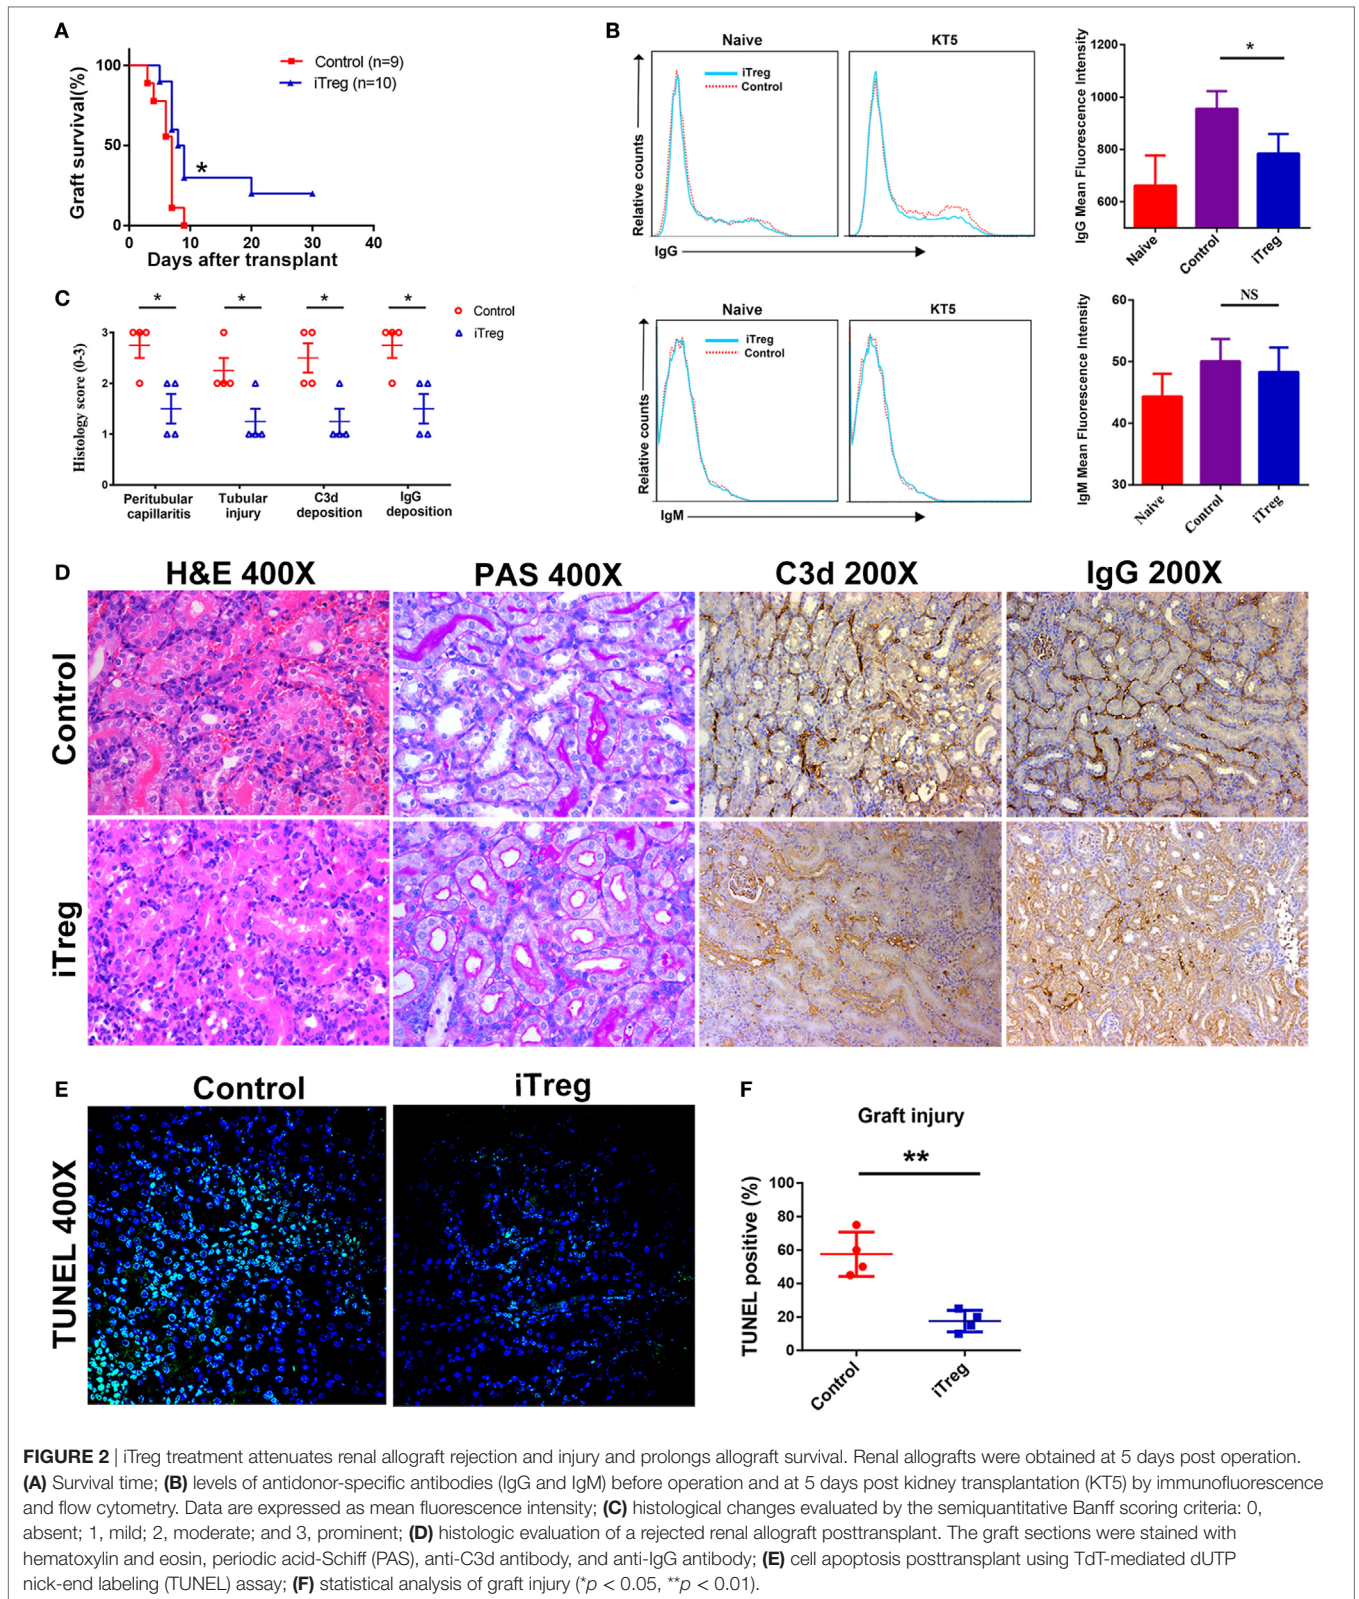 A
Graft survival(%)
100
50
0
0 10 20 30 40
Days after transplant
Control (n=9)
iTreg (n=10)
*
B
Naive
KT5
iTreg
Control
Relative counts
IgG
IgG Mean Fluorescence Intensity
1200
1000
800
600
*
Naive
Control
iTreg
Naive
KT5
iTreg
Control
Relative counts
IgM
IgM Mean Fluorescence Intensity
60
50
40
30
NS
Naive
Control
iTreg
C
Histology score (0-3)
3
2
1
0
* * * *
Control
iTreg
Peritubular capillaritis
Tubular injury
C3d deposition
IgG deposition
D
H&E 400X PAS 400X C3d 200X IgG 200X
Control
iTreg
E
Control iTreg
TUNEL 400X
F
Graft injury
**
TUNEL positive (%)
100
80
60
40
20
0
Control
iTreg
FIGURE 2 | iTreg treatment attenuates renal allograft rejection and injury and prolongs allograft survival. Renal allografts were obtained at 5 days post operation.
(A) Survival time; (B) levels of antidonor-specific antibodies (IgG and IgM) before operation and at 5 days post kidney transplantation (KT5) by immunofluorescence
and flow cytometry. Data are expressed as mean fluorescence intensity; (C) histological changes evaluated by the semiquantitative Banff scoring criteria: 0,
absent; 1, mild; 2, moderate; and 3, prominent; (D) histologic evaluation of a rejected renal allograft posttransplant. The graft sections were stained with
hematoxylin and eosin, periodic acid-Schiff (PAS), anti-C3d antibody, and anti-IgG antibody; (E) cell apoptosis posttransplant using TdT-mediated dUTP
nick-end labeling (TUNEL) assay; (F) statistical analysis of graft injury (*p < 0.05, **p < 0.01).